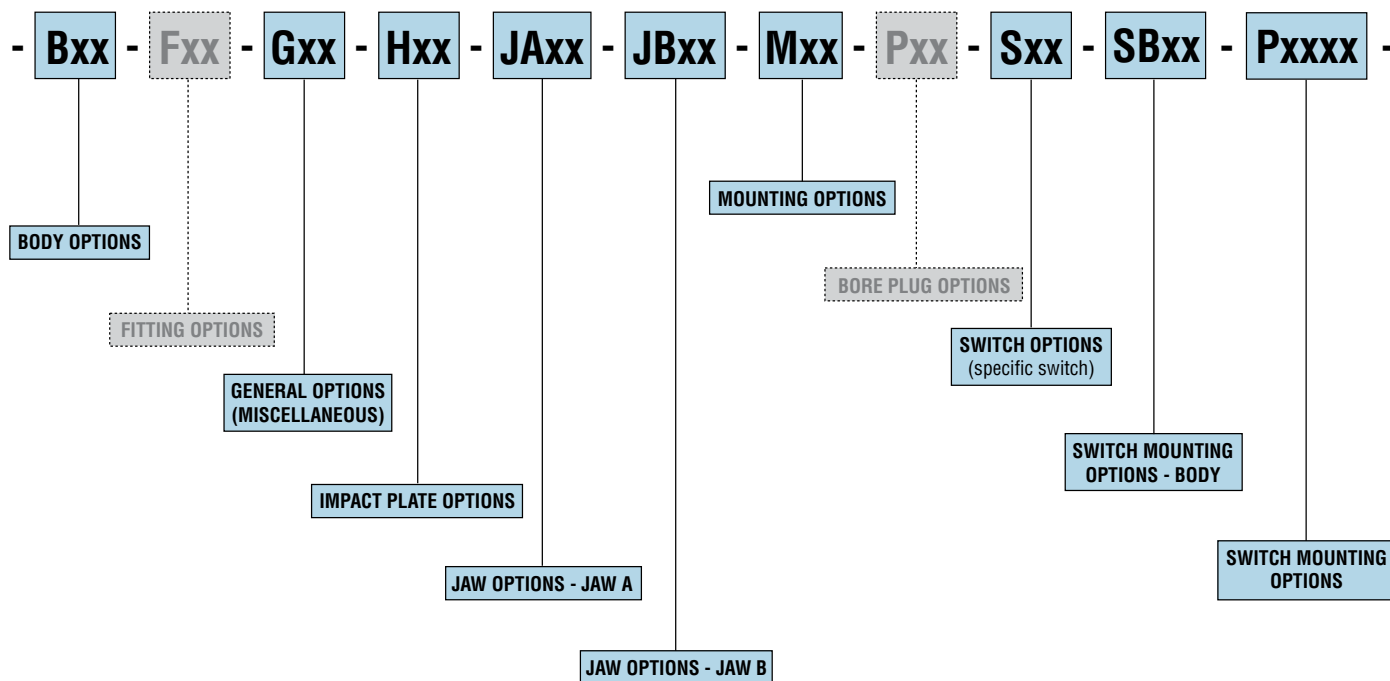 - Bxx - Fxx - Gxx - Hxx - JAxx - JBxx - Mxx - Pxx - Sxx - SBxx - Pxxxx -
MOUNTING OPTIONS
BODY OPTIONS
BORE PLUG OPTIONS
FITTING OPTIONS
SWITCH OPTIONS
(specific switch)
GENERAL OPTIONS
(MISCELLANEOUS)
SWITCH MOUNTING
OPTIONS - BODY
IMPACT PLATE OPTIONS
SWITCH MOUNTING
OPTIONS
JAW OPTIONS - JAW A
JAW OPTIONS - JAW B